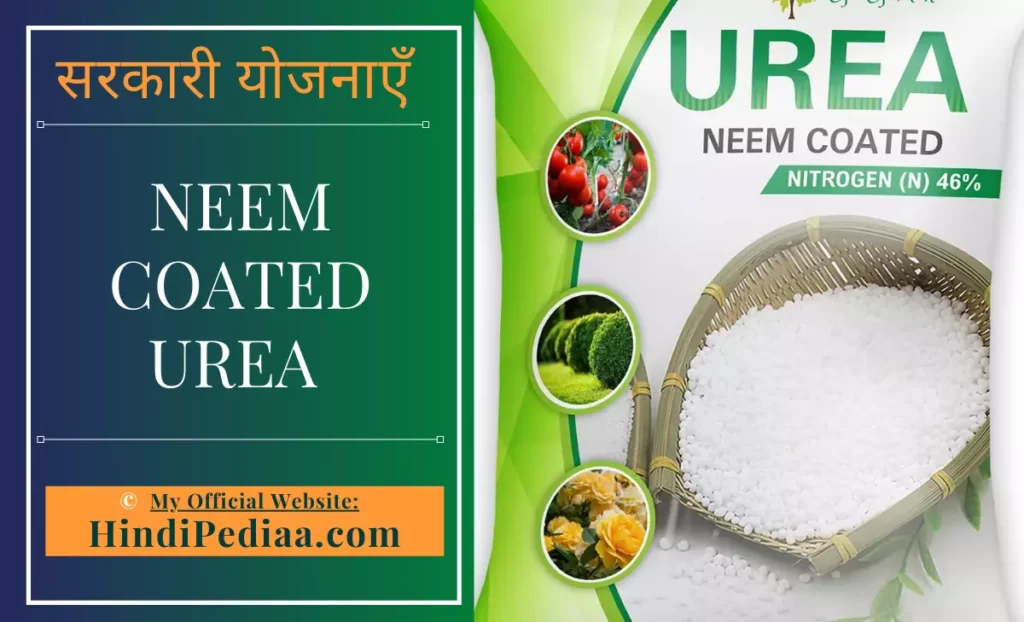 सरकारी योजनाएँ
NEEM
COATED
UREA
© My Official Website:
HindiPediaa.com
UREA
NEEM COATED
NITROGEN (N) 46%